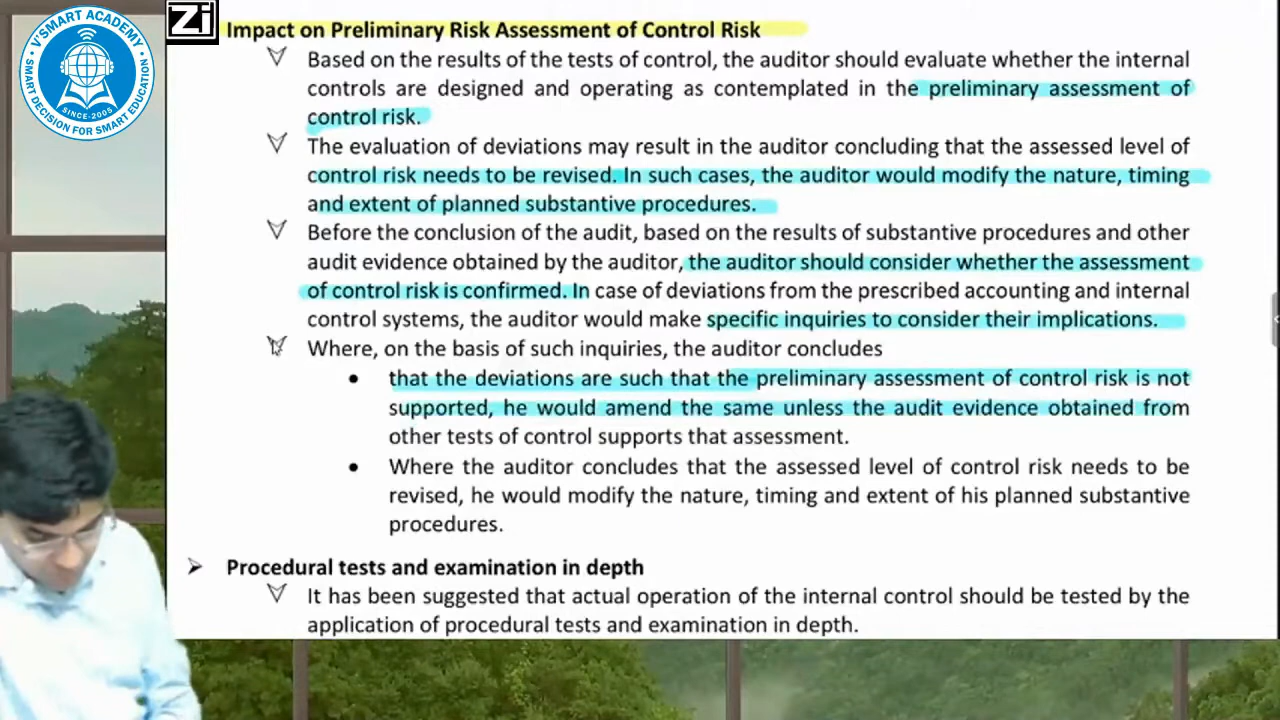 V'SMART ACADEMY
SINCE-2005
SMART DECISION FOR SMART EDUCATION
Zi
Impact on Preliminary Risk Assessment of Control Risk
Based on the results of the tests of control, the auditor should evaluate whether the internal
controls are designed and operating as contemplated in the preliminary assessment of
control risk.
The evaluation of deviations may result in the auditor concluding that the assessed level of
control risk needs to be revised. In such cases, the auditor would modify the nature, timing
and extent of planned substantive procedures.
Before the conclusion of the audit, based on the results of substantive procedures and other
audit evidence obtained by the auditor, the auditor should consider whether the assessment
of control risk is confirmed. In case of deviations from the prescribed accounting and internal
control systems, the auditor would make specific inquiries to consider their implications.
Where, on the basis of such inquiries, the auditor concludes
• that the deviations are such that the preliminary assessment of control risk is not
supported, he would amend the same unless the audit evidence obtained from
other tests of control supports that assessment.
• Where the auditor concludes that the assessed level of control risk needs to be
revised, he would modify the nature, timing and extent of his planned substantive
procedures.
Procedural tests and examination in depth
It has been suggested that actual operation of the internal control should be tested by the
application of procedural tests and examination in depth.